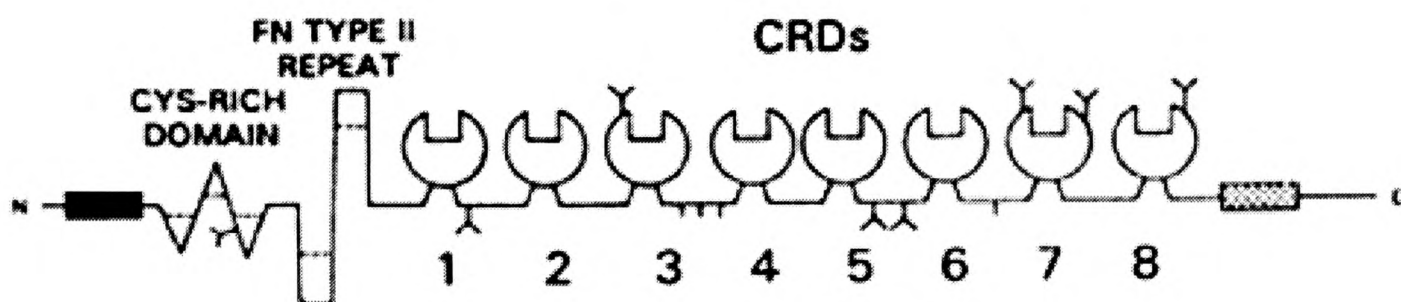 FN TYPE II
REPEAT
CRDs
CYS-RICH
DOMAIN
N
C
1 2 3 4 5 6 7 8